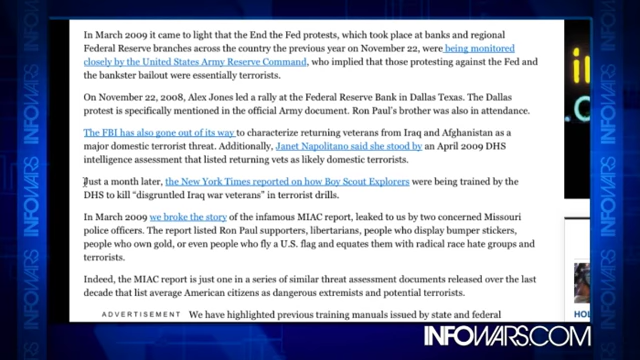 In March 2009 it came to light that the End the Fed protests, which took place at banks and regional
Federal Reserve branches across the country the previous year on November 22, were being monitored
closely by the United States Army Reserve Command, who implied that those protesting against the Fed and
the bankster bailout were essentially terrorists.
On November 22, 2008, Alex Jones led a rally at the Federal Reserve Bank in Dallas Texas. The Dallas
protest is specifically mentioned in the official Army document. Ron Paul's brother was also in attendance.
The FBI has also gone out of its way to characterize returning veterans from Iraq and Afghanistan as a
major domestic terrorist threat. Additionally, Janet Napolitano said she stood by an April 2009 DHS
intelligence assessment that listed returning vets as likely domestic terrorists.
Just a month later, the New York Times reported on how Boy Scout Explorers were being trained by the
DHS to kill "disgruntled Iraq war veterans" in terrorist drills.
In March 2009 we broke the story of the infamous MIAC report, leaked to us by two concerned Missouri
police officers. The report listed Ron Paul supporters, libertarians, people who display bumper stickers,
people who own gold, or even people who fly a U.S. flag and equates them with radical race hate groups and
terrorists.
Indeed, the MIAC report is just one in a series of similar threat assessment documents released over the last
decade that list average American citizens as dangerous extremists and potential terrorists.
ADVERTISEMENT We have highlighted previous training manuals issued by state and federal
HOL
INFOWARS
INFOWARS
INFOWARS
INFOWARS.COM